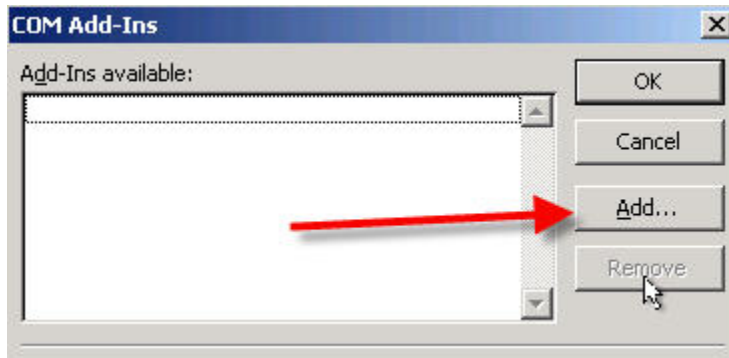 COM Add-Ins
Add-Ins available:
OK
Cancel
Add...
Remove